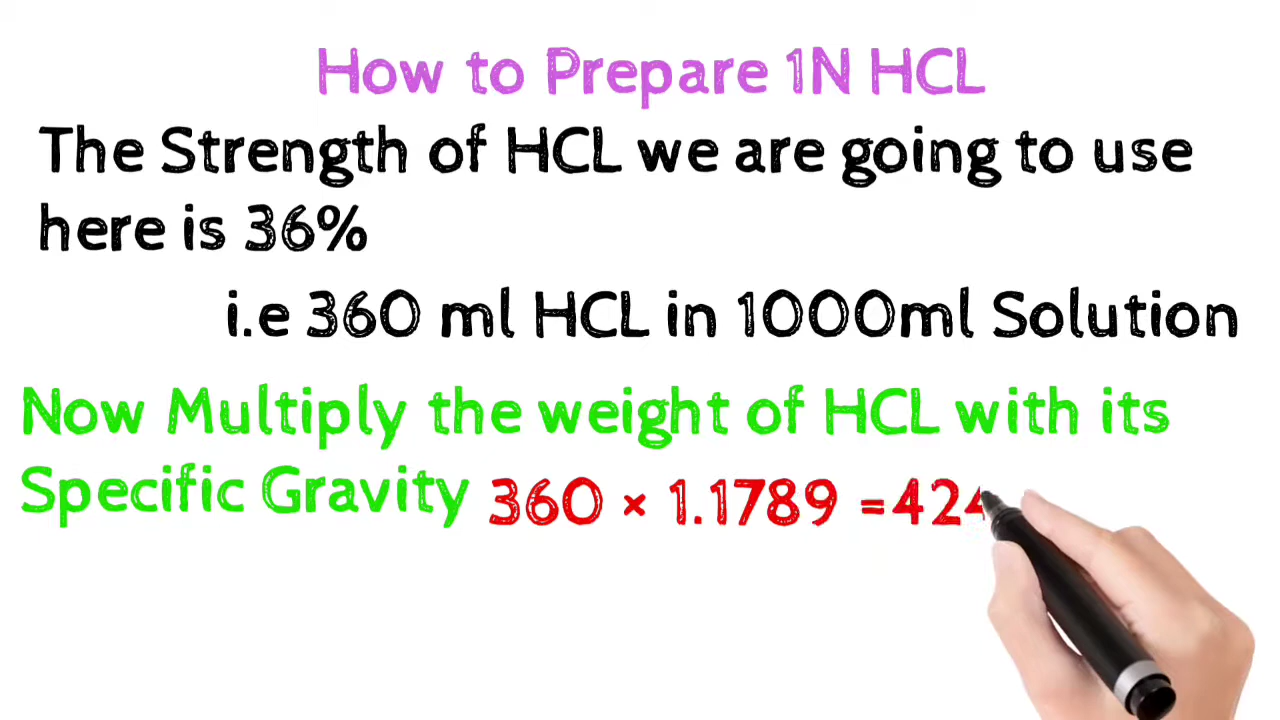 How to Prepare 1N HCL
The Strength of HCL we are going to use
here is 36%
i.e 360 ml HCL in 1000ml Solution
Now Multiply the weight of HCL with its
Specific Gravity 360 × 1.1789 =424